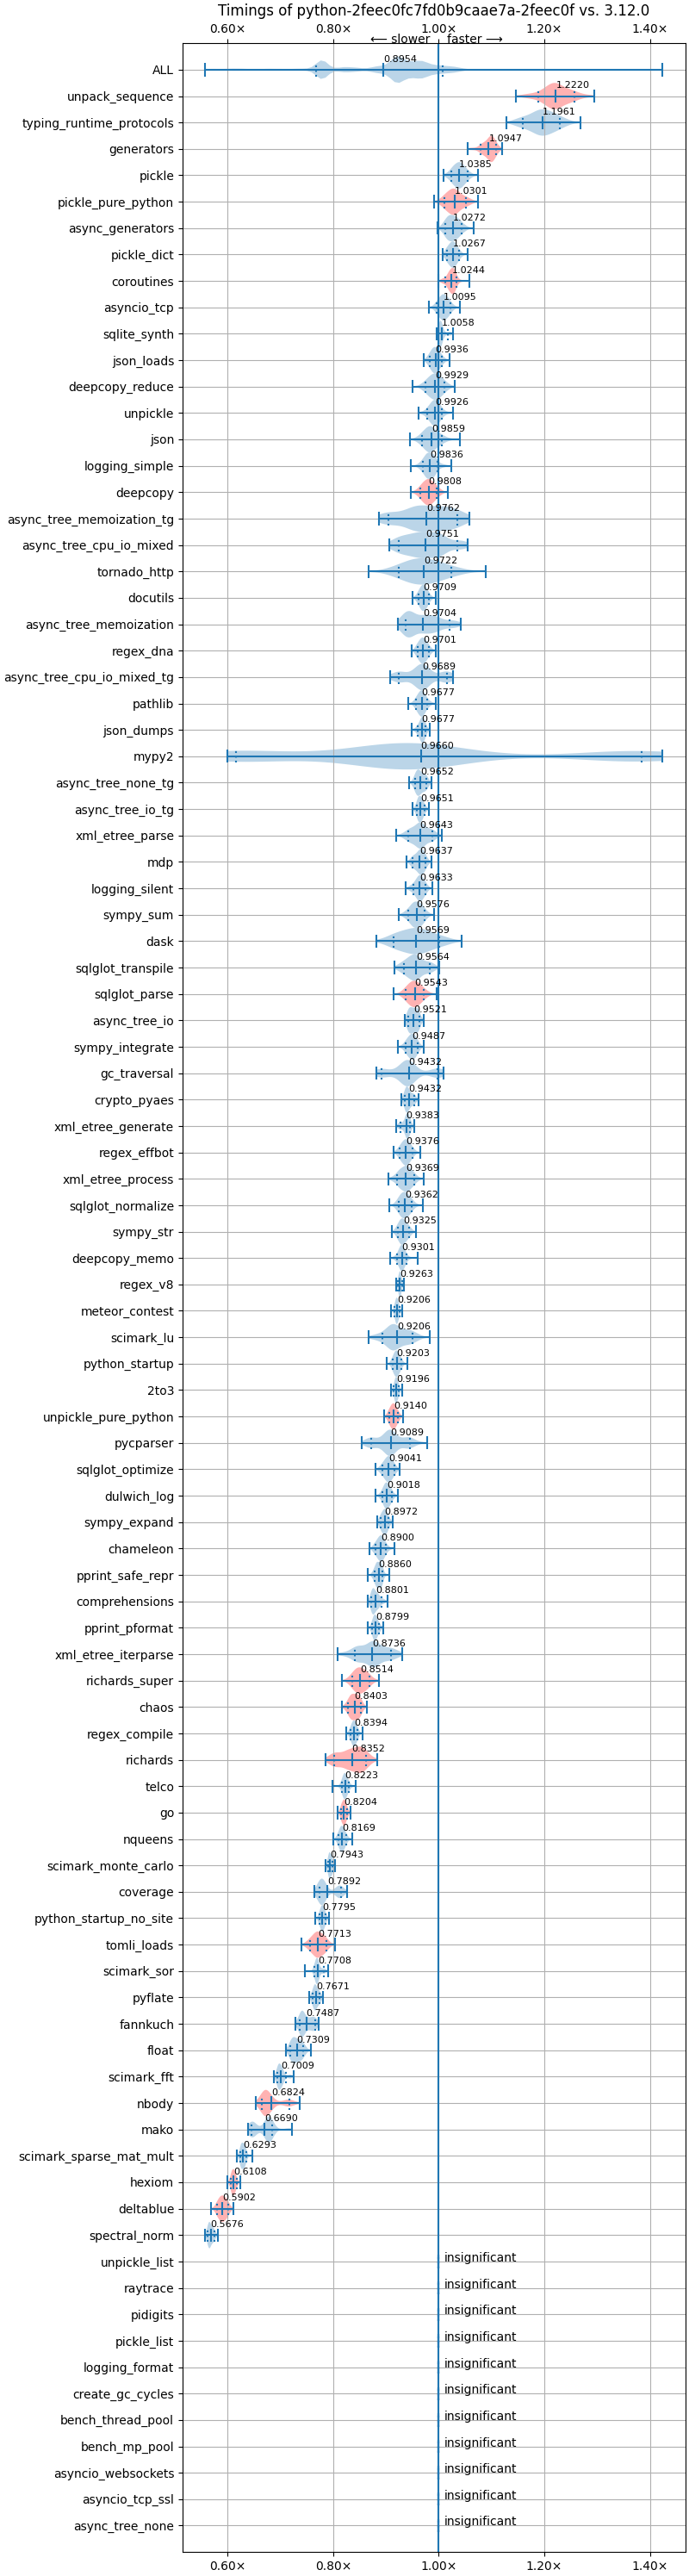 Timings of python-2feec0fc7fd0b9caae7a-2feec0f vs. 3.12.0
0.60× 0.80× 1.00× 1.20× 1.40×
⟵ slower faster ⟶
ALL 0.8954
unpack_sequence 1.2220
typing_runtime_protocols 1.1961
generators 1.0947
pickle 1.0385
pickle_pure_python 1.0301
async_generators 1.0272
pickle_dict 1.0267
coroutines 1.0244
asyncio_tcp 1.0095
sqlite_synth 1.0058
json_loads 0.9936
deepcopy_reduce 0.9929
unpickle 0.9926
json 0.9859
logging_simple 0.9836
deepcopy 0.9808
async_tree_memoization_tg 0.9762
async_tree_cpu_io_mixed 0.9751
tornado_http 0.9722
docutils 0.9709
async_tree_memoization 0.9704
regex_dna 0.9701
async_tree_cpu_io_mixed_tg 0.9689
pathlib 0.9677
json_dumps 0.9677
mypy2 0.9660
async_tree_none_tg 0.9652
async_tree_io_tg 0.9651
xml_etree_parse 0.9643
mdp 0.9637
logging_silent 0.9633
sympy_sum 0.9576
dask 0.9569
sqlglot_transpile 0.9564
sqlglot_parse 0.9543
async_tree_io 0.9521
sympy_integrate 0.9487
gc_traversal 0.9432
crypto_pyaes 0.9432
xml_etree_generate 0.9383
regex_effbot 0.9376
xml_etree_process 0.9369
sqlglot_normalize 0.9362
sympy_str 0.9325
deepcopy_memo 0.9301
regex_v8 0.9263
meteor_contest 0.9206
scimark_lu 0.9206
python_startup 0.9203
2to3 0.9196
unpickle_pure_python 0.9140
pycparser 0.9089
sqlglot_optimize 0.9041
dulwich_log 0.9018
sympy_expand 0.8972
chameleon 0.8900
pprint_safe_repr 0.8860
comprehensions 0.8801
pprint_pformat 0.8799
xml_etree_iterparse 0.8736
richards_super 0.8514
chaos 0.8403
regex_compile 0.8394
richards 0.8352
telco 0.8223
go 0.8204
nqueens 0.8169
scimark_monte_carlo 0.7943
coverage 0.7892
python_startup_no_site 0.7795
tomli_loads 0.7713
scimark_sor 0.7708
pyflate 0.7671
fannkuch 0.7487
float 0.7309
scimark_fft 0.7009
nbody 0.6824
mako 0.6690
scimark_sparse_mat_mult 0.6293
hexiom 0.6108
deltablue 0.5902
spectral_norm 0.5676
unpickle_list insignificant
raytrace insignificant
pidigits insignificant
pickle_list insignificant
logging_format insignificant
create_gc_cycles insignificant
bench_thread_pool insignificant
bench_mp_pool insignificant
asyncio_websockets insignificant
asyncio_tcp_ssl insignificant
async_tree_none insignificant
0.60× 0.80× 1.00× 1.20× 1.40×